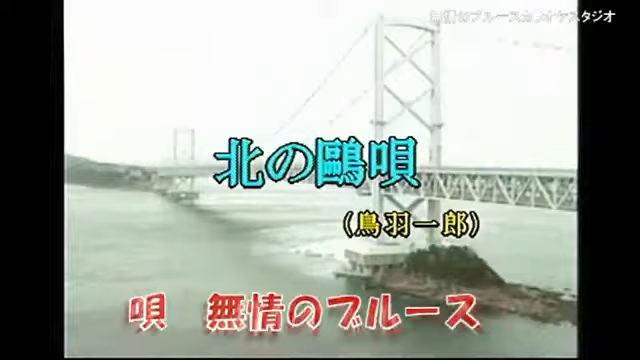 無情のブルースカラオケスタジオ
北の鷗唄
(鳥羽一郎)
唄 無情のブルース